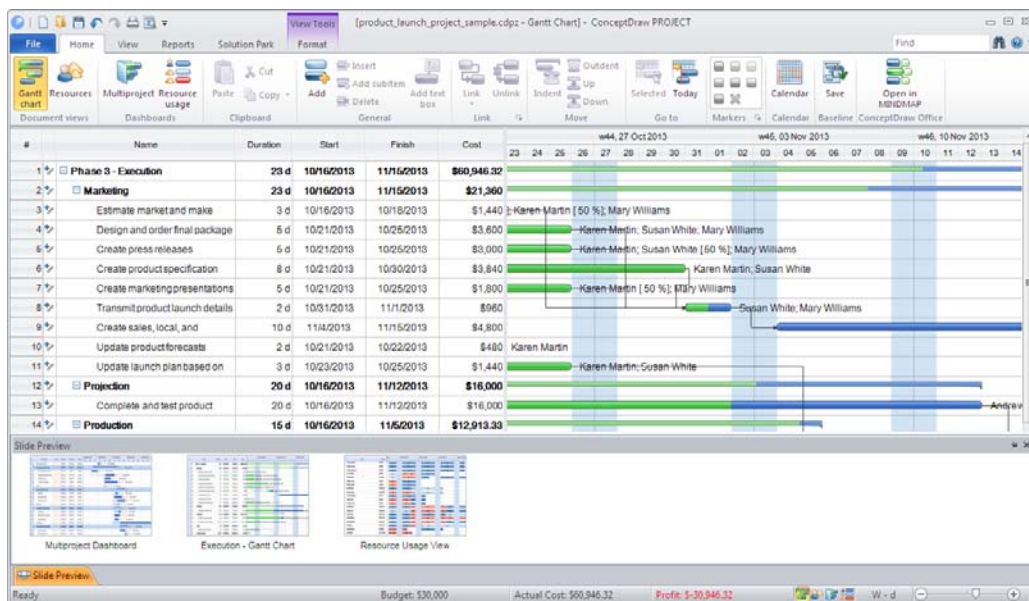 View Tools
[product_launch_project_sample.cdpz - Gantt Chart] - ConceptDraw PROJECT
File Home View Reports Solution Park Format Find
Gantt chart Resources Multiproject Resource usage Paste Cut Copy Add Insert Add subitem Delete Add text box Link Unlink Indent Outdent Up Down Selected Today Calendar Save Open in MINDMAP
Document views Dashboards Clipboard General Link Move Go to Markers Calendar Baseline ConceptDraw Office
# Name Duration Start Finish Cost w44, 27 Oct 2013 w45, 03 Nov 2013 w46, 10 Nov 2013
23 24 25 26 27 28 29 30 31 01 02 03 04 05 06 07 08 09 10 11 12 13 14
1 Phase 3 - Execution 23 d 10/16/2013 11/15/2013 $60,946.32
2 Marketing 23 d 10/16/2013 11/15/2013 $21,360
3 Estimate market and make 3 d 10/16/2013 10/18/2013 $1,440 ]; Karen Martin [ 50 %]; Mary Williams
4 Design and order final package 5 d 10/21/2013 10/25/2013 $3,600 Karen Martin; Susan White; Mary Williams
5 Create press releases 5 d 10/21/2013 10/25/2013 $3,000 Karen Martin; Susan White [50 %]; Mary Williams
6 Create product specification 8 d 10/21/2013 10/30/2013 $3,840 Karen Martin; Susan White
7 Create marketing presentations 5 d 10/21/2013 10/25/2013 $1,800 Karen Martin [ 50 %]; Mary Williams
8 Transmit product launch details 2 d 10/31/2013 11/1/2013 $960 Susan White; Mary Williams
9 Create sales, local, and 10 d 11/4/2013 11/15/2013 $4,800
10 Update product forecasts 2 d 10/21/2013 10/22/2013 $480 Karen Martin
11 Update launch plan based on 3 d 10/23/2013 10/25/2013 $1,440 Karen Martin; Susan White
12 Projection 20 d 10/16/2013 11/12/2013 $16,000
13 Complete and test product 20 d 10/16/2013 11/12/2013 $16,000 Andrew
14 Production 15 d 10/16/2013 11/5/2013 $12,913.33
Slide Preview
Multiproject Dashboard Execution - Gantt Chart Resource Usage View
Slide Preview
Ready Budget: $30,000 Actual Cost: $60,946.32 Profit: $-30,946.32 W - d